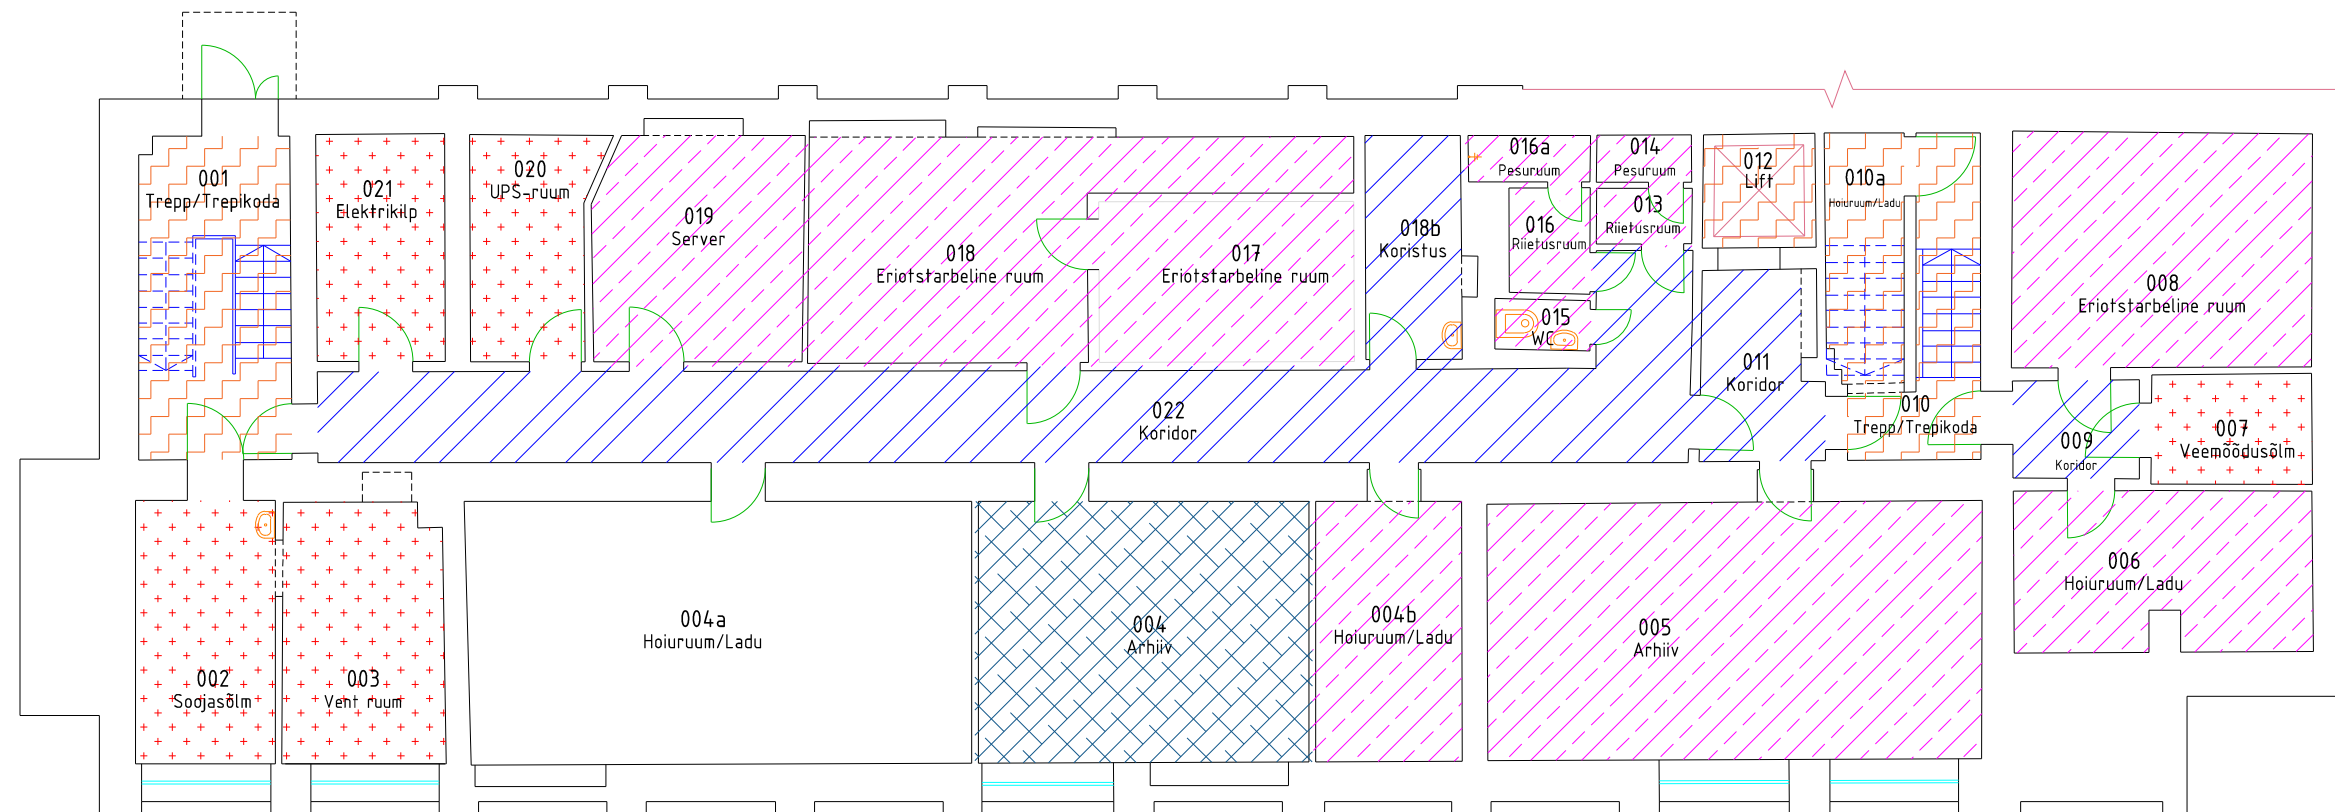 001
Trepp/Trepikoda
021
Elektrikilp
020
UPS-ruum
019
Server
018
Eriotstarbeline ruum
017
Eriotstarbeline ruum
018b
Koristus
016a
Pesuruum
014
Pesuruum
016
Riietusruum
013
Riietusruum
015
WC
012
Lift
010a
Hoiuruum/Ladu
008
Eriotstarbeline ruum
011
Koridor
022
Koridor
010
Trepp/Trepikoda
009
Koridor
007
Veemõõdusõlm
002
Soojasõlm
003
Vent ruum
004a
Hoiuruum/Ladu
004
Arhiiv
004b
Hoiuruum/Ladu
005
Arhiiv
006
Hoiuruum/Ladu